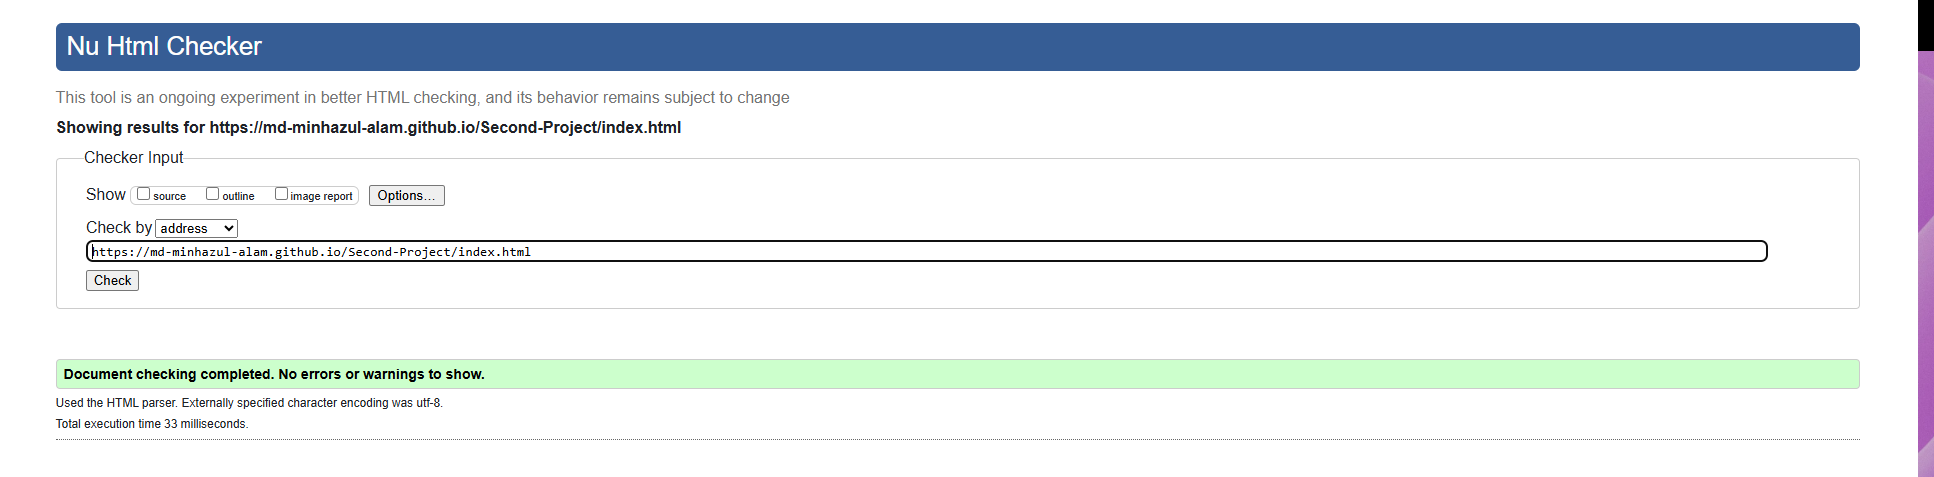 Nu Html Checker
This tool is an ongoing experiment in better HTML checking, and its behavior remains subject to change
Showing results for https://md-minhazul-alam.github.io/Second-Project/index.html
Checker Input
Show source outline image report Options...
Check by address
https://md-minhazul-alam.github.io/Second-Project/index.html
Check
Document checking completed. No errors or warnings to show.
Used the HTML parser. Externally specified character encoding was utf-8.
Total execution time 33 milliseconds.